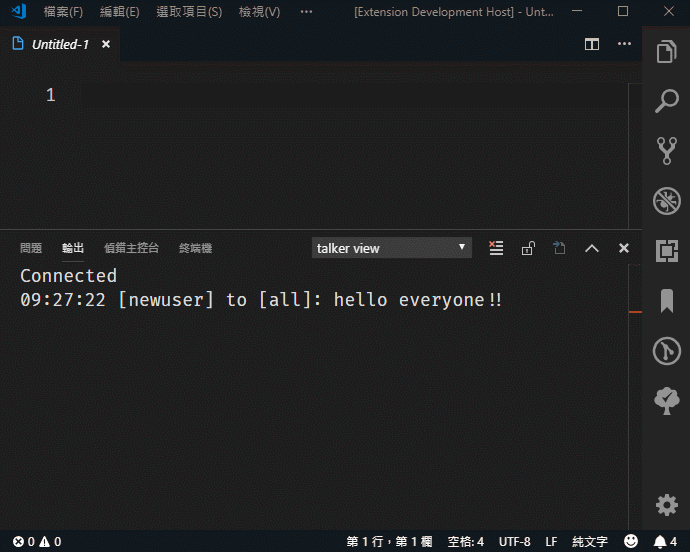 檔案(F) 編輯(E) 選取項目(S) 檢視(V) ••• [Extension Development Host] - Unt...
Untitled-1
1
問題 輸出 偵錯主控台 終端機 talker view
Connected
09:27:22 [newuser] to [all]: hello everyone!!
0 0 第 1 行，第 1 欄 空格: 4 UTF-8 LF 純文字 4